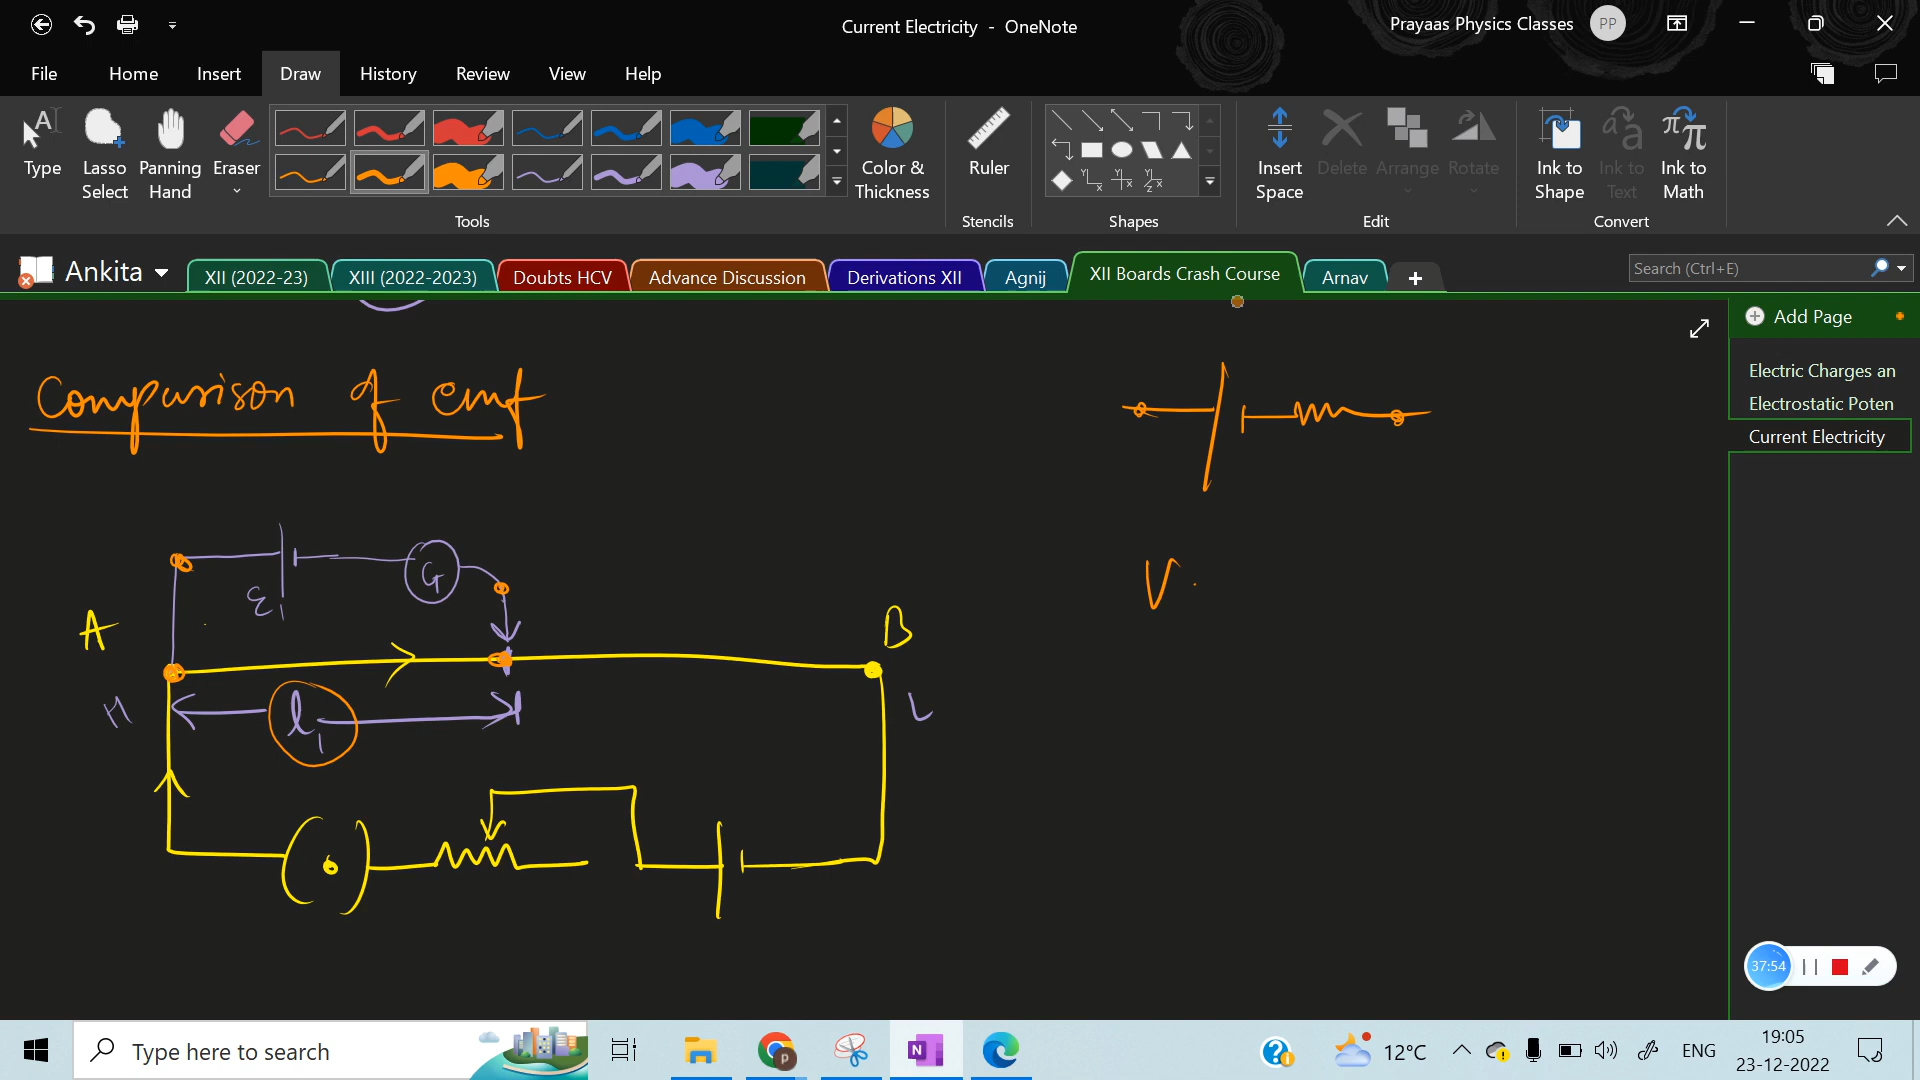 Current Electricity - OneNote
Prayaas Physics Classes
PP
File Home Insert Draw History Review View Help
Type
Lasso Select
Panning Hand
Eraser
Color & Thickness
Ruler
Insert Space
Delete
Arrange
Rotate
Ink to Shape
Ink to Text
Ink to Math
Tools
Stencils
Shapes
Edit
Convert
Ankita
XII (2022-23)
XIII (2022-2023)
Doubts HCV
Advance Discussion
Derivations XII
Agnij
XII Boards Crash Course
Arnav
Search (Ctrl+E)
Add Page
Electric Charges an
Electrostatic Poten
Current Electricity
Comparison of emf
ε1
G
A
B
H
l1
L
V
37:54
Type here to search
12°C
ENG
19:05
23-12-2022